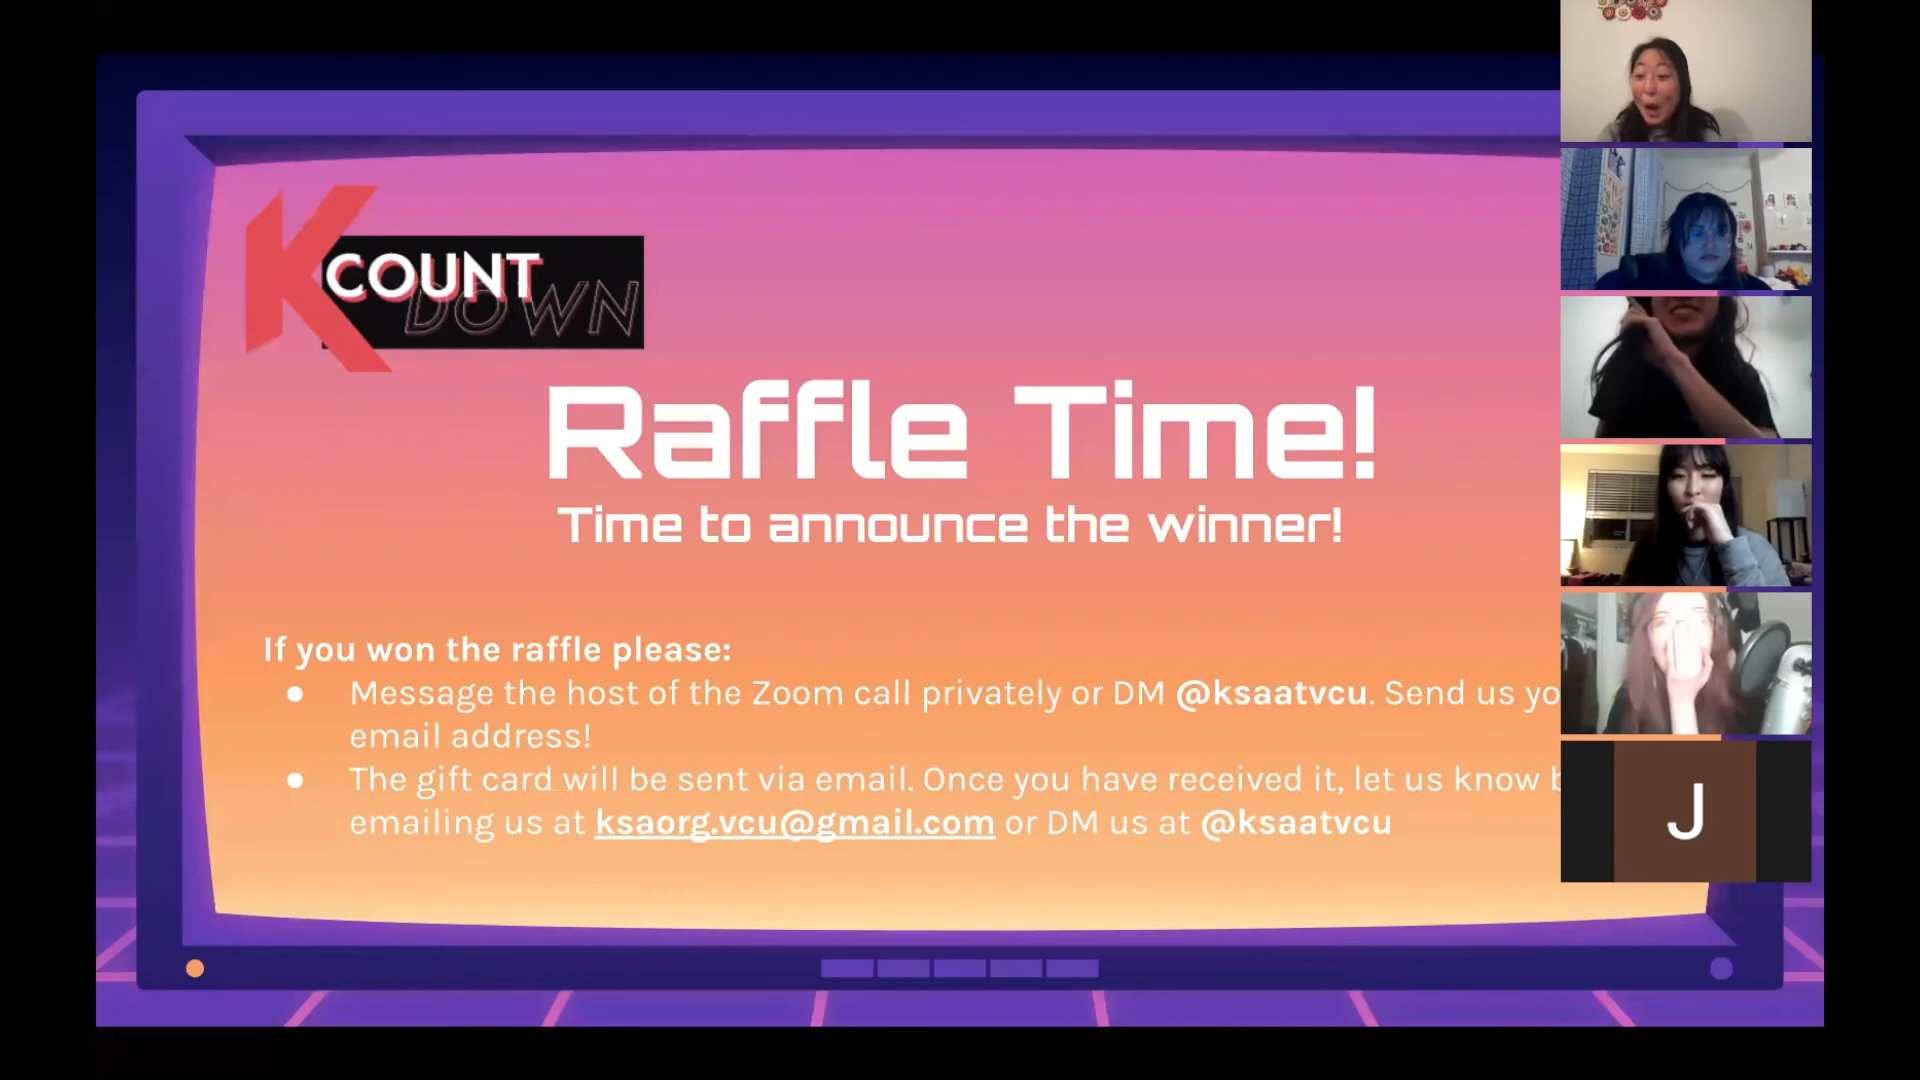 K
COUNT
DOWN
Raffle Time!
Time to announce the winner!
If you won the raffle please:
● Message the host of the Zoom call privately or DM @ksaatvcu. Send us yo
email address!
● The gift card will be sent via email. Once you have received it, let us know b
emailing us at ksaorg.vcu@gmail.com or DM us at @ksaatvcu
J